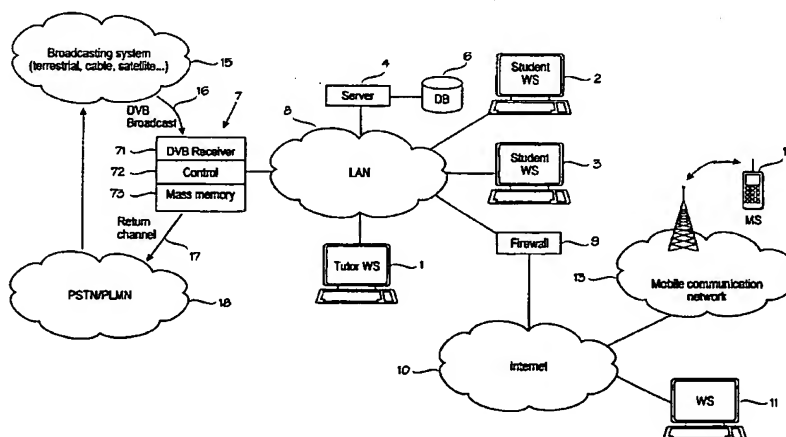 Broadcasting system
(terrestrial, cable, satellite...)
15
16
DVB
Broadcast
7
71
DVB Receiver
72
Control
73
Mass memory
Return
channel
17
PSTN/PLMN
18
4
Server
6
DB
8
LAN
Student
WS
2
Student
WS
3
Tutor WS
1
Firewall
9
MS
13
Mobile communication
network
10
Internet
WS
11